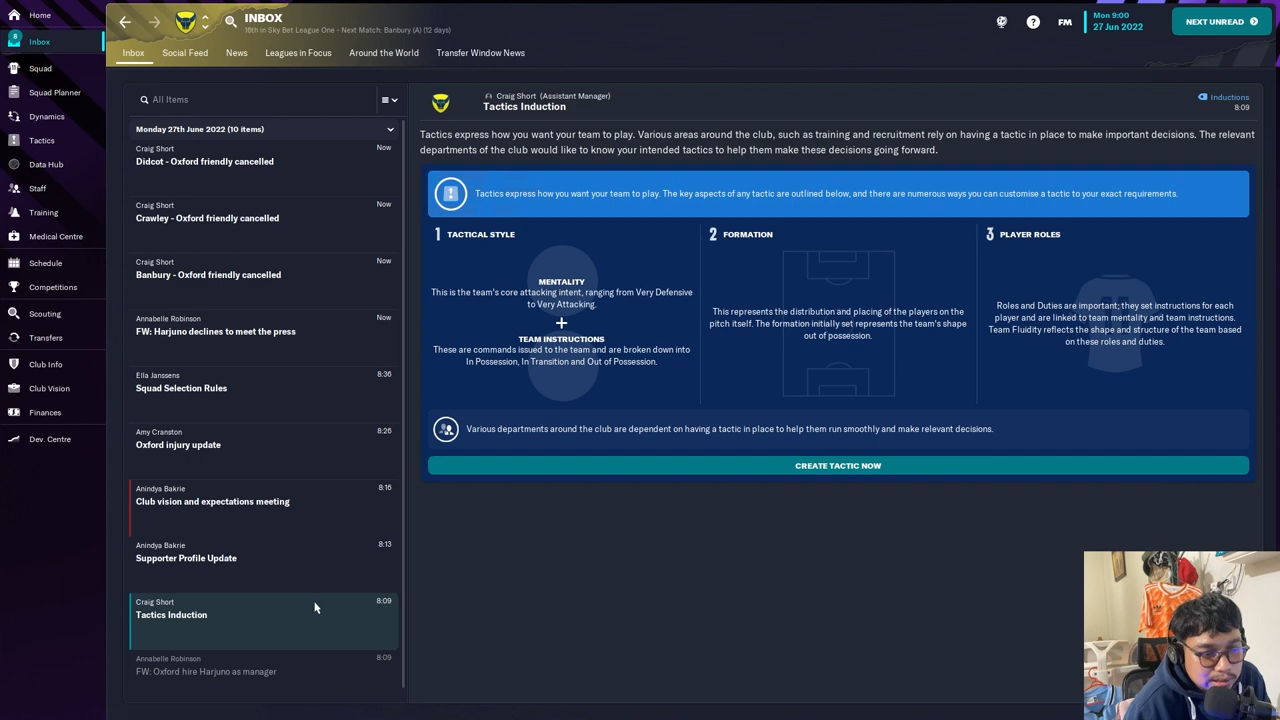 INBOX
16th in Sky Bet League One - Next Match: Banbury (A) (12 days)
FM
Mon 9:00
27 Jun 2022
NEXT UNREAD
Inbox
Social Feed
News
Leagues in Focus
Around the World
Transfer Window News
Home
8
Inbox
Squad
Squad Planner
Dynamics
Tactics
Data Hub
Staff
Training
Medical Centre
Schedule
Competitions
Scouting
Transfers
Club Info
Club Vision
Finances
Dev. Centre
All Items
Monday 27th June 2022 (10 items)
Craig Short
Now
Didcot - Oxford friendly cancelled
Craig Short
Now
Crawley - Oxford friendly cancelled
Craig Short
Now
Banbury - Oxford friendly cancelled
Annabelle Robinson
Now
FW: Harjuno declines to meet the press
Ella Janssens
8:36
Squad Selection Rules
Amy Cranston
8:26
Oxford injury update
Anindya Bakrie
8:16
Club vision and expectations meeting
Anindya Bakrie
8:13
Supporter Profile Update
Craig Short
8:09
Tactics Induction
Annabelle Robinson
8:09
FW: Oxford hire Harjuno as manager
Craig Short (Assistant Manager)
Tactics Induction
Inductions
8:09
Tactics express how you want your team to play. Various areas around the club, such as training and recruitment rely on having a tactic in place to make important decisions. The relevant
departments of the club would like to know your intended tactics to help them make these decisions going forward.
Tactics express how you want your team to play. The key aspects of any tactic are outlined below, and there are numerous ways you can customise a tactic to your exact requirements.
1 TACTICAL STYLE
MENTALITY
This is the team's core attacking intent, ranging from Very Defensive
to Very Attacking.
+
TEAM INSTRUCTIONS
These are commands issued to the team and are broken down into
In Possession, In Transition and Out of Possession.
2 FORMATION
This represents the distribution and placing of the players on the
pitch itself. The formation initially set represents the team's shape
out of possession.
3 PLAYER ROLES
Roles and Duties are important; they set instructions for each
player and are linked to team mentality and team instructions.
Team Fluidity reflects the shape and structure of the team based
on these roles and duties.
Various departments around the club are dependent on having a tactic in place to help them run smoothly and make relevant decisions.
CREATE TACTIC NOW